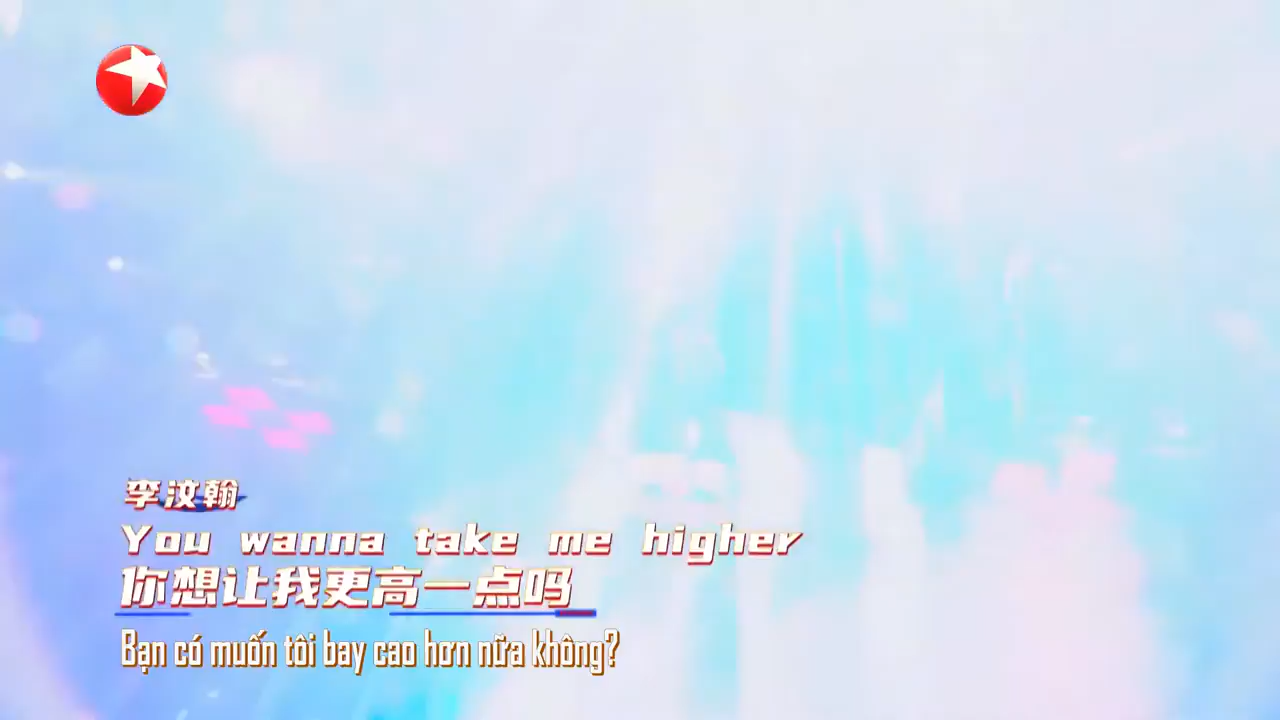 李汶翰
You wanna take me higher
你想让我更高一点吗
Bạn có muốn tôi bay cao hơn nữa không?